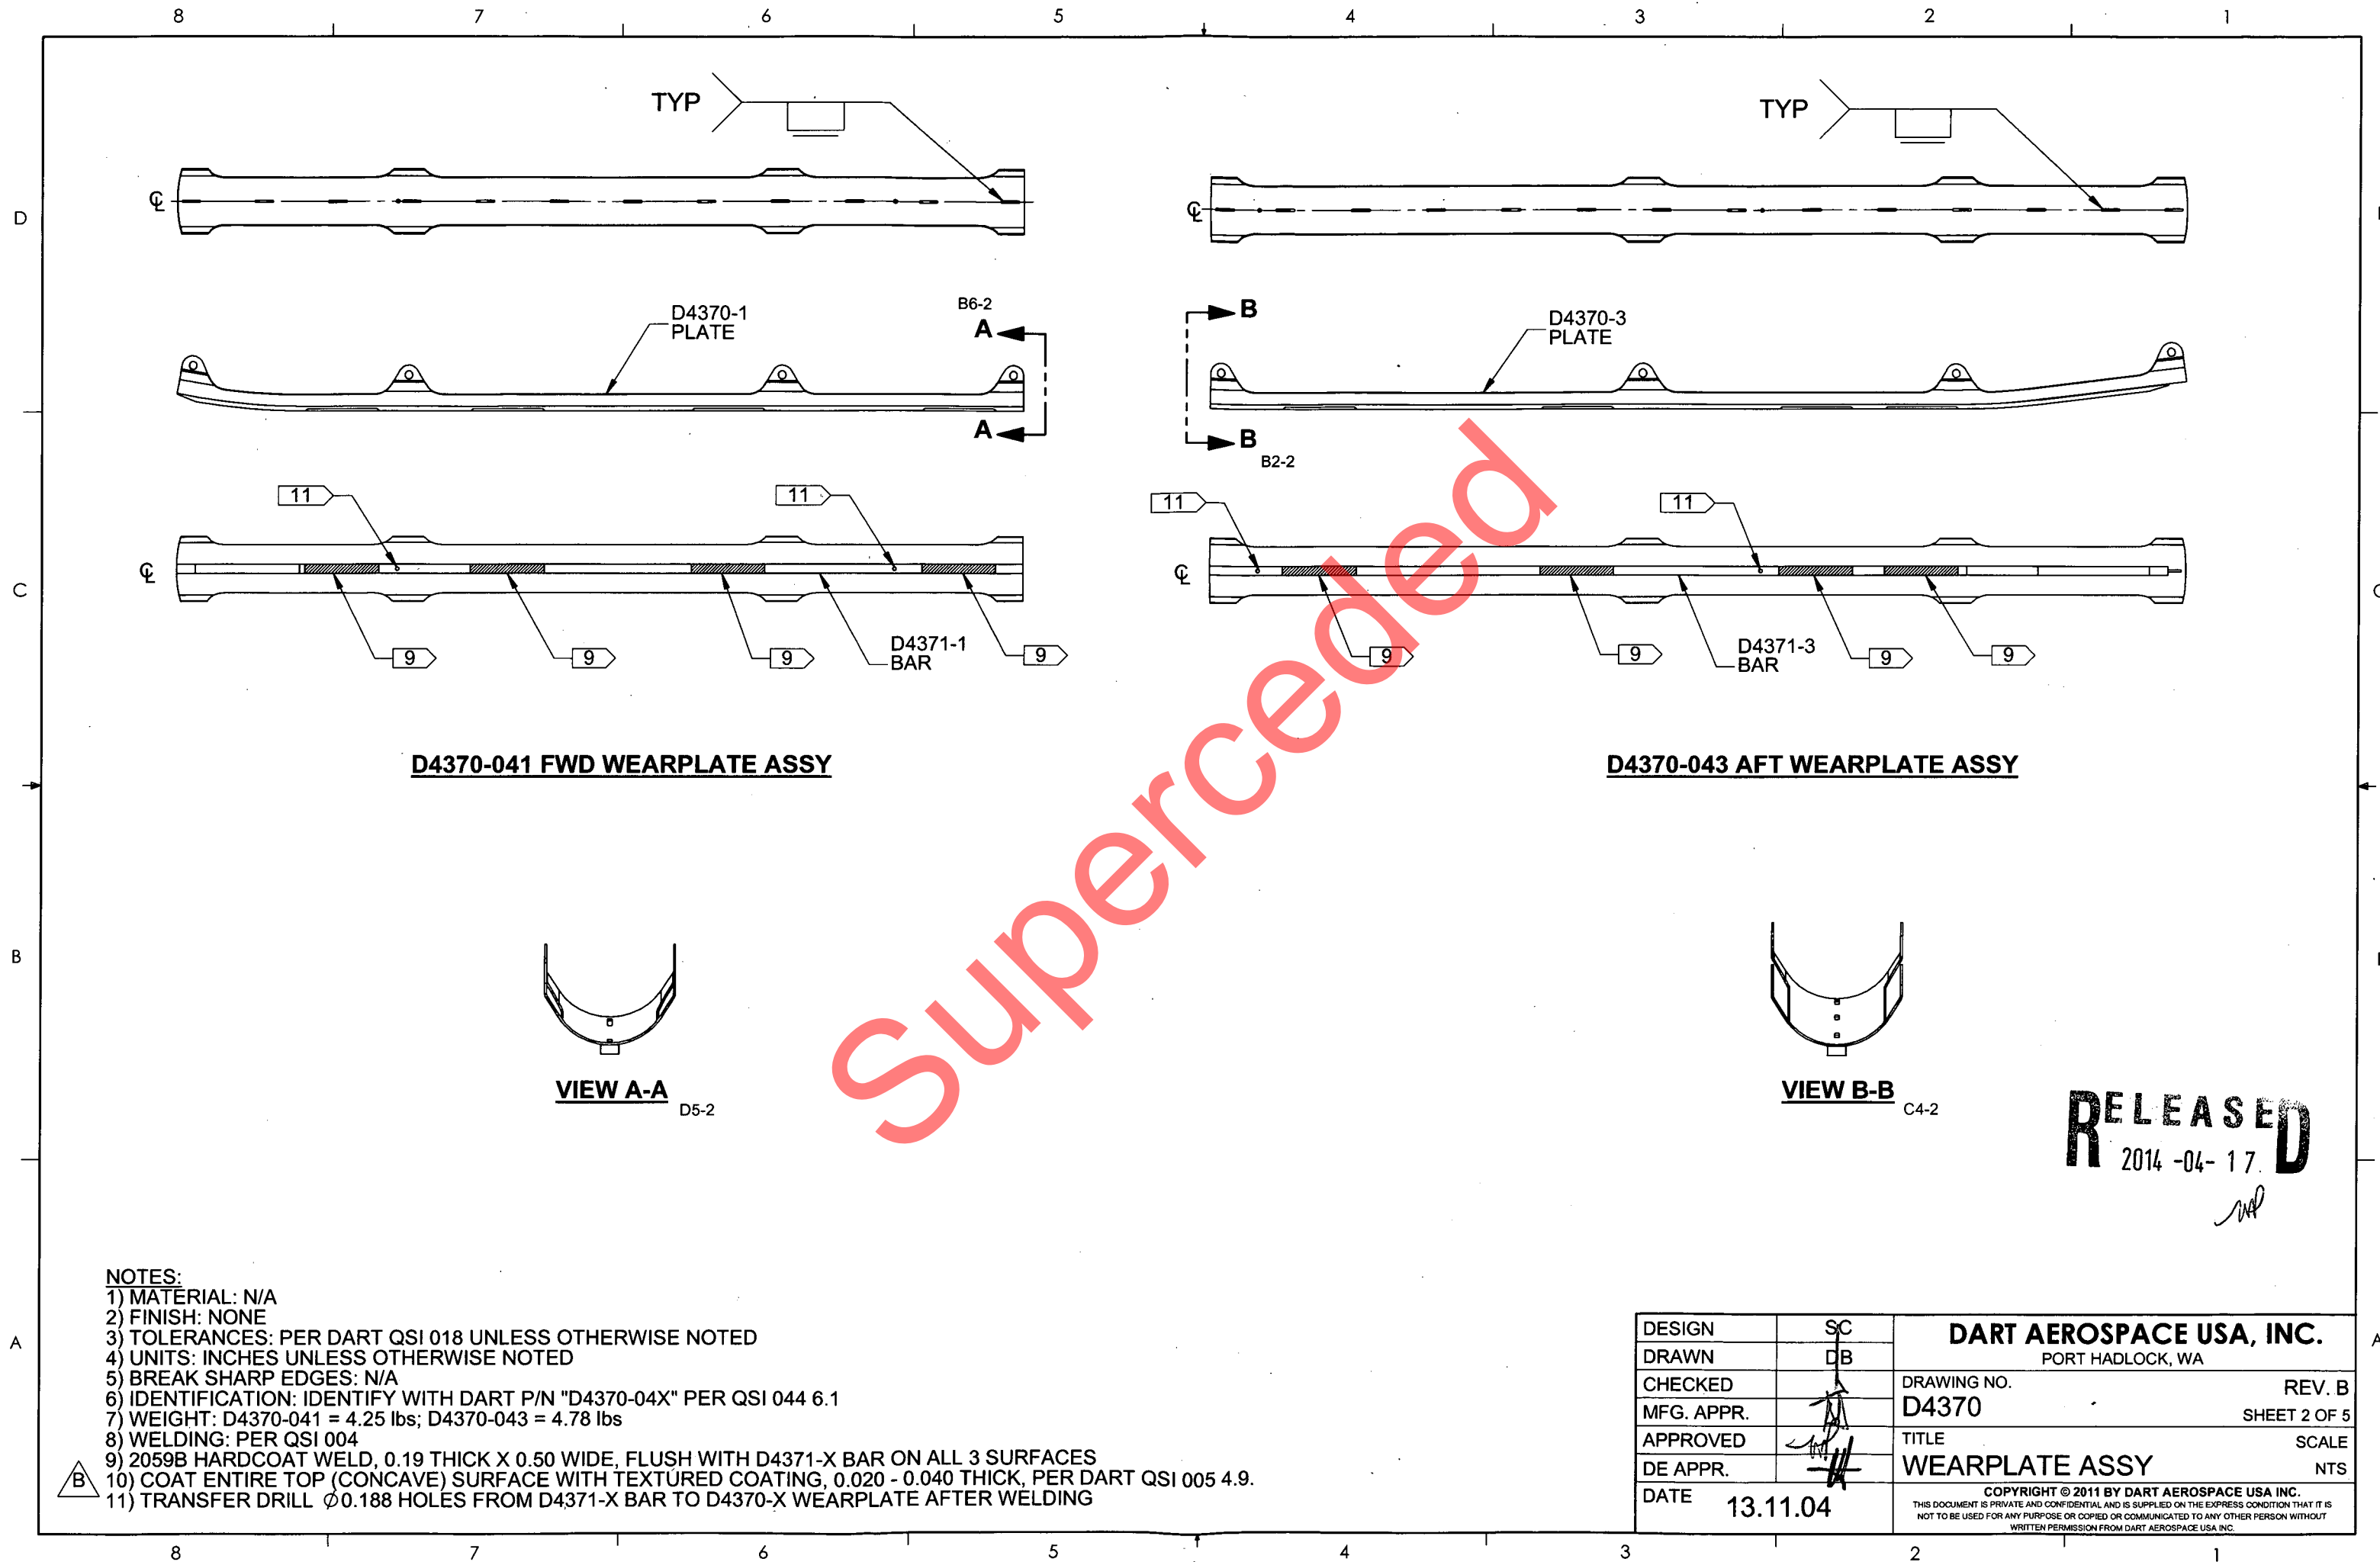 8 7 6 5 4 3 2 1
TYP
TYP
℄
℄
D
D4370-1
PLATE
B6-2
A
A
B
B
B2-2
D4370-3
PLATE
11
11
11
11
℄
℄
C
9
9
9
D4371-1
BAR
9
9
9
D4371-3
BAR
9
9
D4370-041 FWD WEARPLATE ASSY
D4370-043 AFT WEARPLATE ASSY
Superceded
B
VIEW A-A
D5-2
VIEW B-B
C4-2
RELEASED
2014-04-17
NOTES:
1) MATERIAL: N/A
2) FINISH: NONE
3) TOLERANCES: PER DART QSI 018 UNLESS OTHERWISE NOTED
4) UNITS: INCHES UNLESS OTHERWISE NOTED
5) BREAK SHARP EDGES: N/A
6) IDENTIFICATION: IDENTIFY WITH DART P/N "D4370-04X" PER QSI 044 6.1
7) WEIGHT: D4370-041 = 4.25 lbs; D4370-043 = 4.78 lbs
8) WELDING: PER QSI 004
9) 2059B HARDCOAT WELD, 0.19 THICK X 0.50 WIDE, FLUSH WITH D4371-X BAR ON ALL 3 SURFACES
B 10) COAT ENTIRE TOP (CONCAVE) SURFACE WITH TEXTURED COATING, 0.020 - 0.040 THICK, PER DART QSI 005 4.9.
11) TRANSFER DRILL ∅0.188 HOLES FROM D4371-X BAR TO D4370-X WEARPLATE AFTER WELDING
A
A
DESIGN SC
DRAWN DB
CHECKED
MFG. APPR.
APPROVED
DE APPR.
DATE 13.11.04
DART AEROSPACE USA, INC.
PORT HADLOCK, WA
DRAWING NO. REV. B
D4370 SHEET 2 OF 5
TITLE SCALE
WEARPLATE ASSY NTS
COPYRIGHT © 2011 BY DART AEROSPACE USA INC.
THIS DOCUMENT IS PRIVATE AND CONFIDENTIAL AND IS SUPPLIED ON THE EXPRESS CONDITION THAT IT IS
NOT TO BE USED FOR ANY PURPOSE OR COPIED OR COMMUNICATED TO ANY OTHER PERSON WITHOUT
WRITTEN PERMISSION FROM DART AEROSPACE USA INC.
8 7 6 5 4 3 2 1